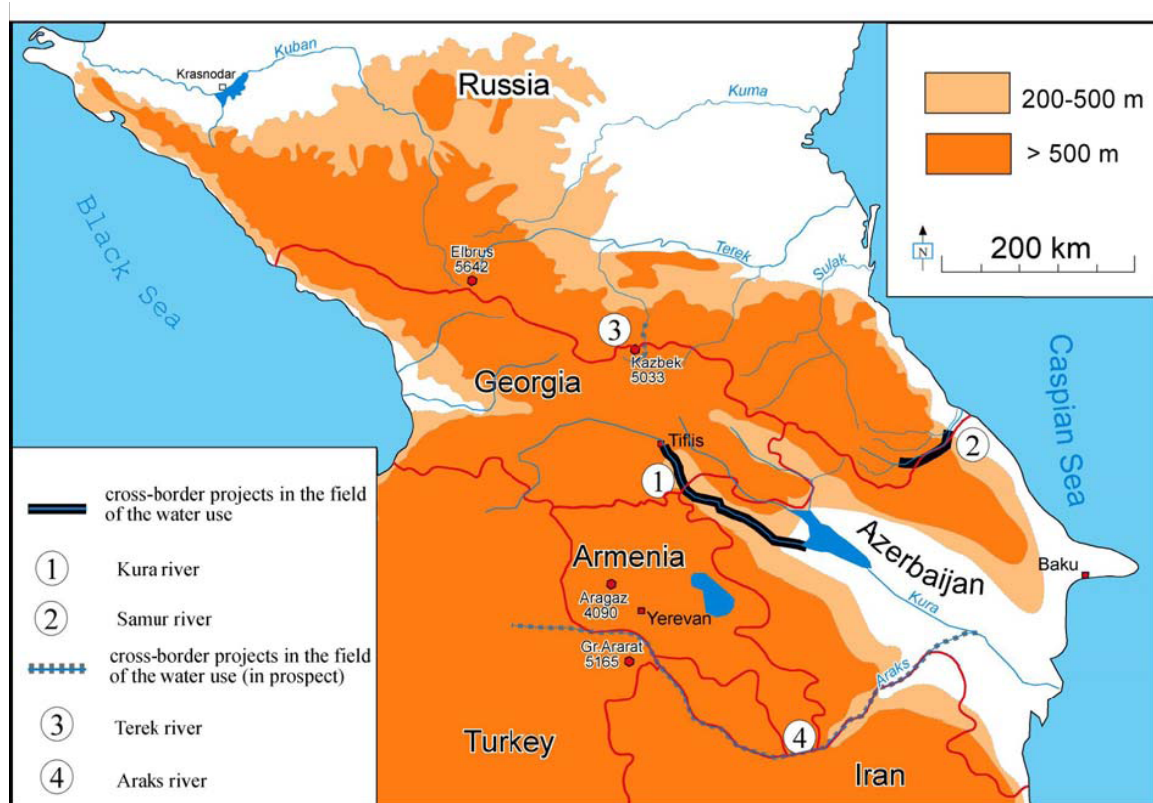 Kuban
Krasnodar
Russia
Kuma
200-500 m
> 500 m
N
200 km
Black Sea
Elbrus
5642
Terek
Sulak
3
Kazbek
5033
Georgia
Caspian Sea
Tiflis
2
1
Azerbaijan
Armenia
Baku
Aragaz
4090
Yerevan
Kura
Gr.Ararat
5165
Araks
4
Turkey
Iran
cross-border projects in the field
of the water use
1 Kura river
2 Samur river
cross-border projects in the field
of the water use (in prospect)
3 Terek river
4 Araks river